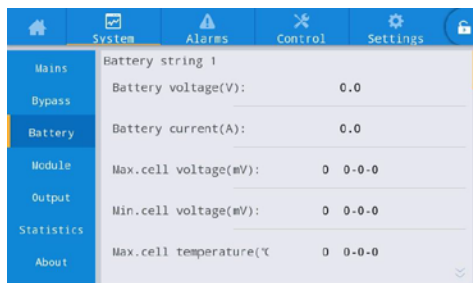 System Alarms Control Settings
Mains
Bypass
Battery
Module
Output
Statistics
About
Battery string 1
Battery voltage(V): 0.0
Battery current(A): 0.0
Max.cell voltage(mV): 0 0-0-0
Min.cell voltage(mV): 0 0-0-0
Max.cell temperature(℃ 0 0-0-0